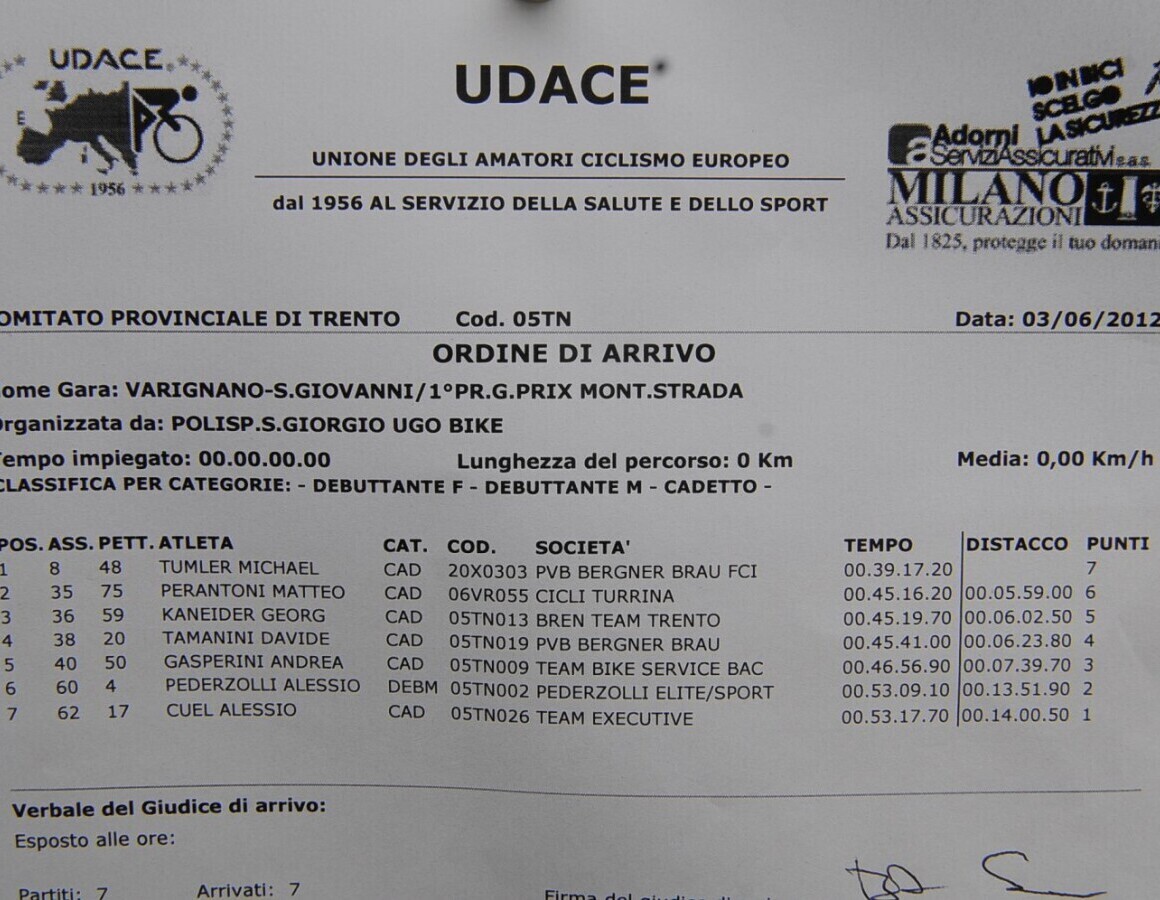 UDACE
E
1956
UDACE
UNIONE DEGLI AMATORI CICLISMO EUROPEO
dal 1956 AL SERVIZIO DELLA SALUTE E DELLO SPORT
IO IN BICI
SCELGO
LA SICUREZZ
a Adorni
ServiziAssicurativi s.a.s.
MILANO
ASSICURAZIONI
Dal 1825, protegge il tuo domani
OMITATO PROVINCIALE DI TRENTO Cod. 05TN Data: 03/06/2012
ORDINE DI ARRIVO
ome Gara: VARIGNANO-S.GIOVANNI/1°PR.G.PRIX MONT.STRADA
Organizzata da: POLISP.S.GIORGIO UGO BIKE
Tempo impiegato: 00.00.00.00 Lunghezza del percorso: 0 Km Media: 0,00 Km/h
CLASSIFICA PER CATEGORIE: - DEBUTTANTE F - DEBUTTANTE M - CADETTO -
POS. ASS. PETT. ATLETA CAT. COD. SOCIETA' TEMPO DISTACCO PUNTI
1 8 48 TUMLER MICHAEL CAD 20X0303 PVB BERGNER BRAU FCI 00.39.17.20 7
2 35 75 PERANTONI MATTEO CAD 06VR055 CICLI TURRINA 00.45.16.20 00.05.59.00 6
3 36 59 KANEIDER GEORG CAD 05TN013 BREN TEAM TRENTO 00.45.19.70 00.06.02.50 5
4 38 20 TAMANINI DAVIDE CAD 05TN019 PVB BERGNER BRAU 00.45.41.00 00.06.23.80 4
5 40 50 GASPERINI ANDREA CAD 05TN009 TEAM BIKE SERVICE BAC 00.46.56.90 00.07.39.70 3
6 60 4 PEDERZOLLI ALESSIO DEBM 05TN002 PEDERZOLLI ELITE/SPORT 00.53.09.10 00.13.51.90 2
7 62 17 CUEL ALESSIO CAD 05TN026 TEAM EXECUTIVE 00.53.17.70 00.14.00.50 1
Verbale del Giudice di arrivo:
Esposto alle ore:
Partiti: 7 Arrivati: 7 Firma del giudice di